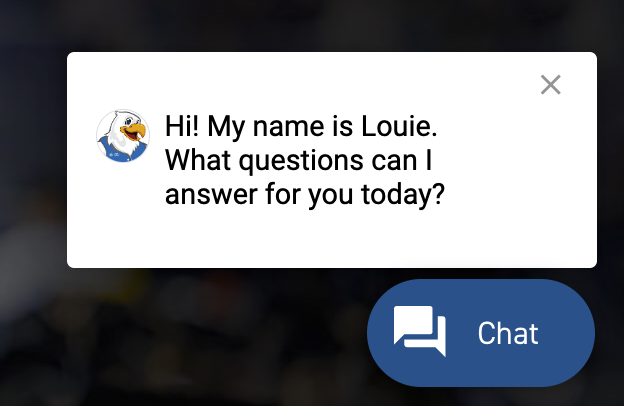 Hi! My name is Louie.
What questions can I
answer for you today?
Chat